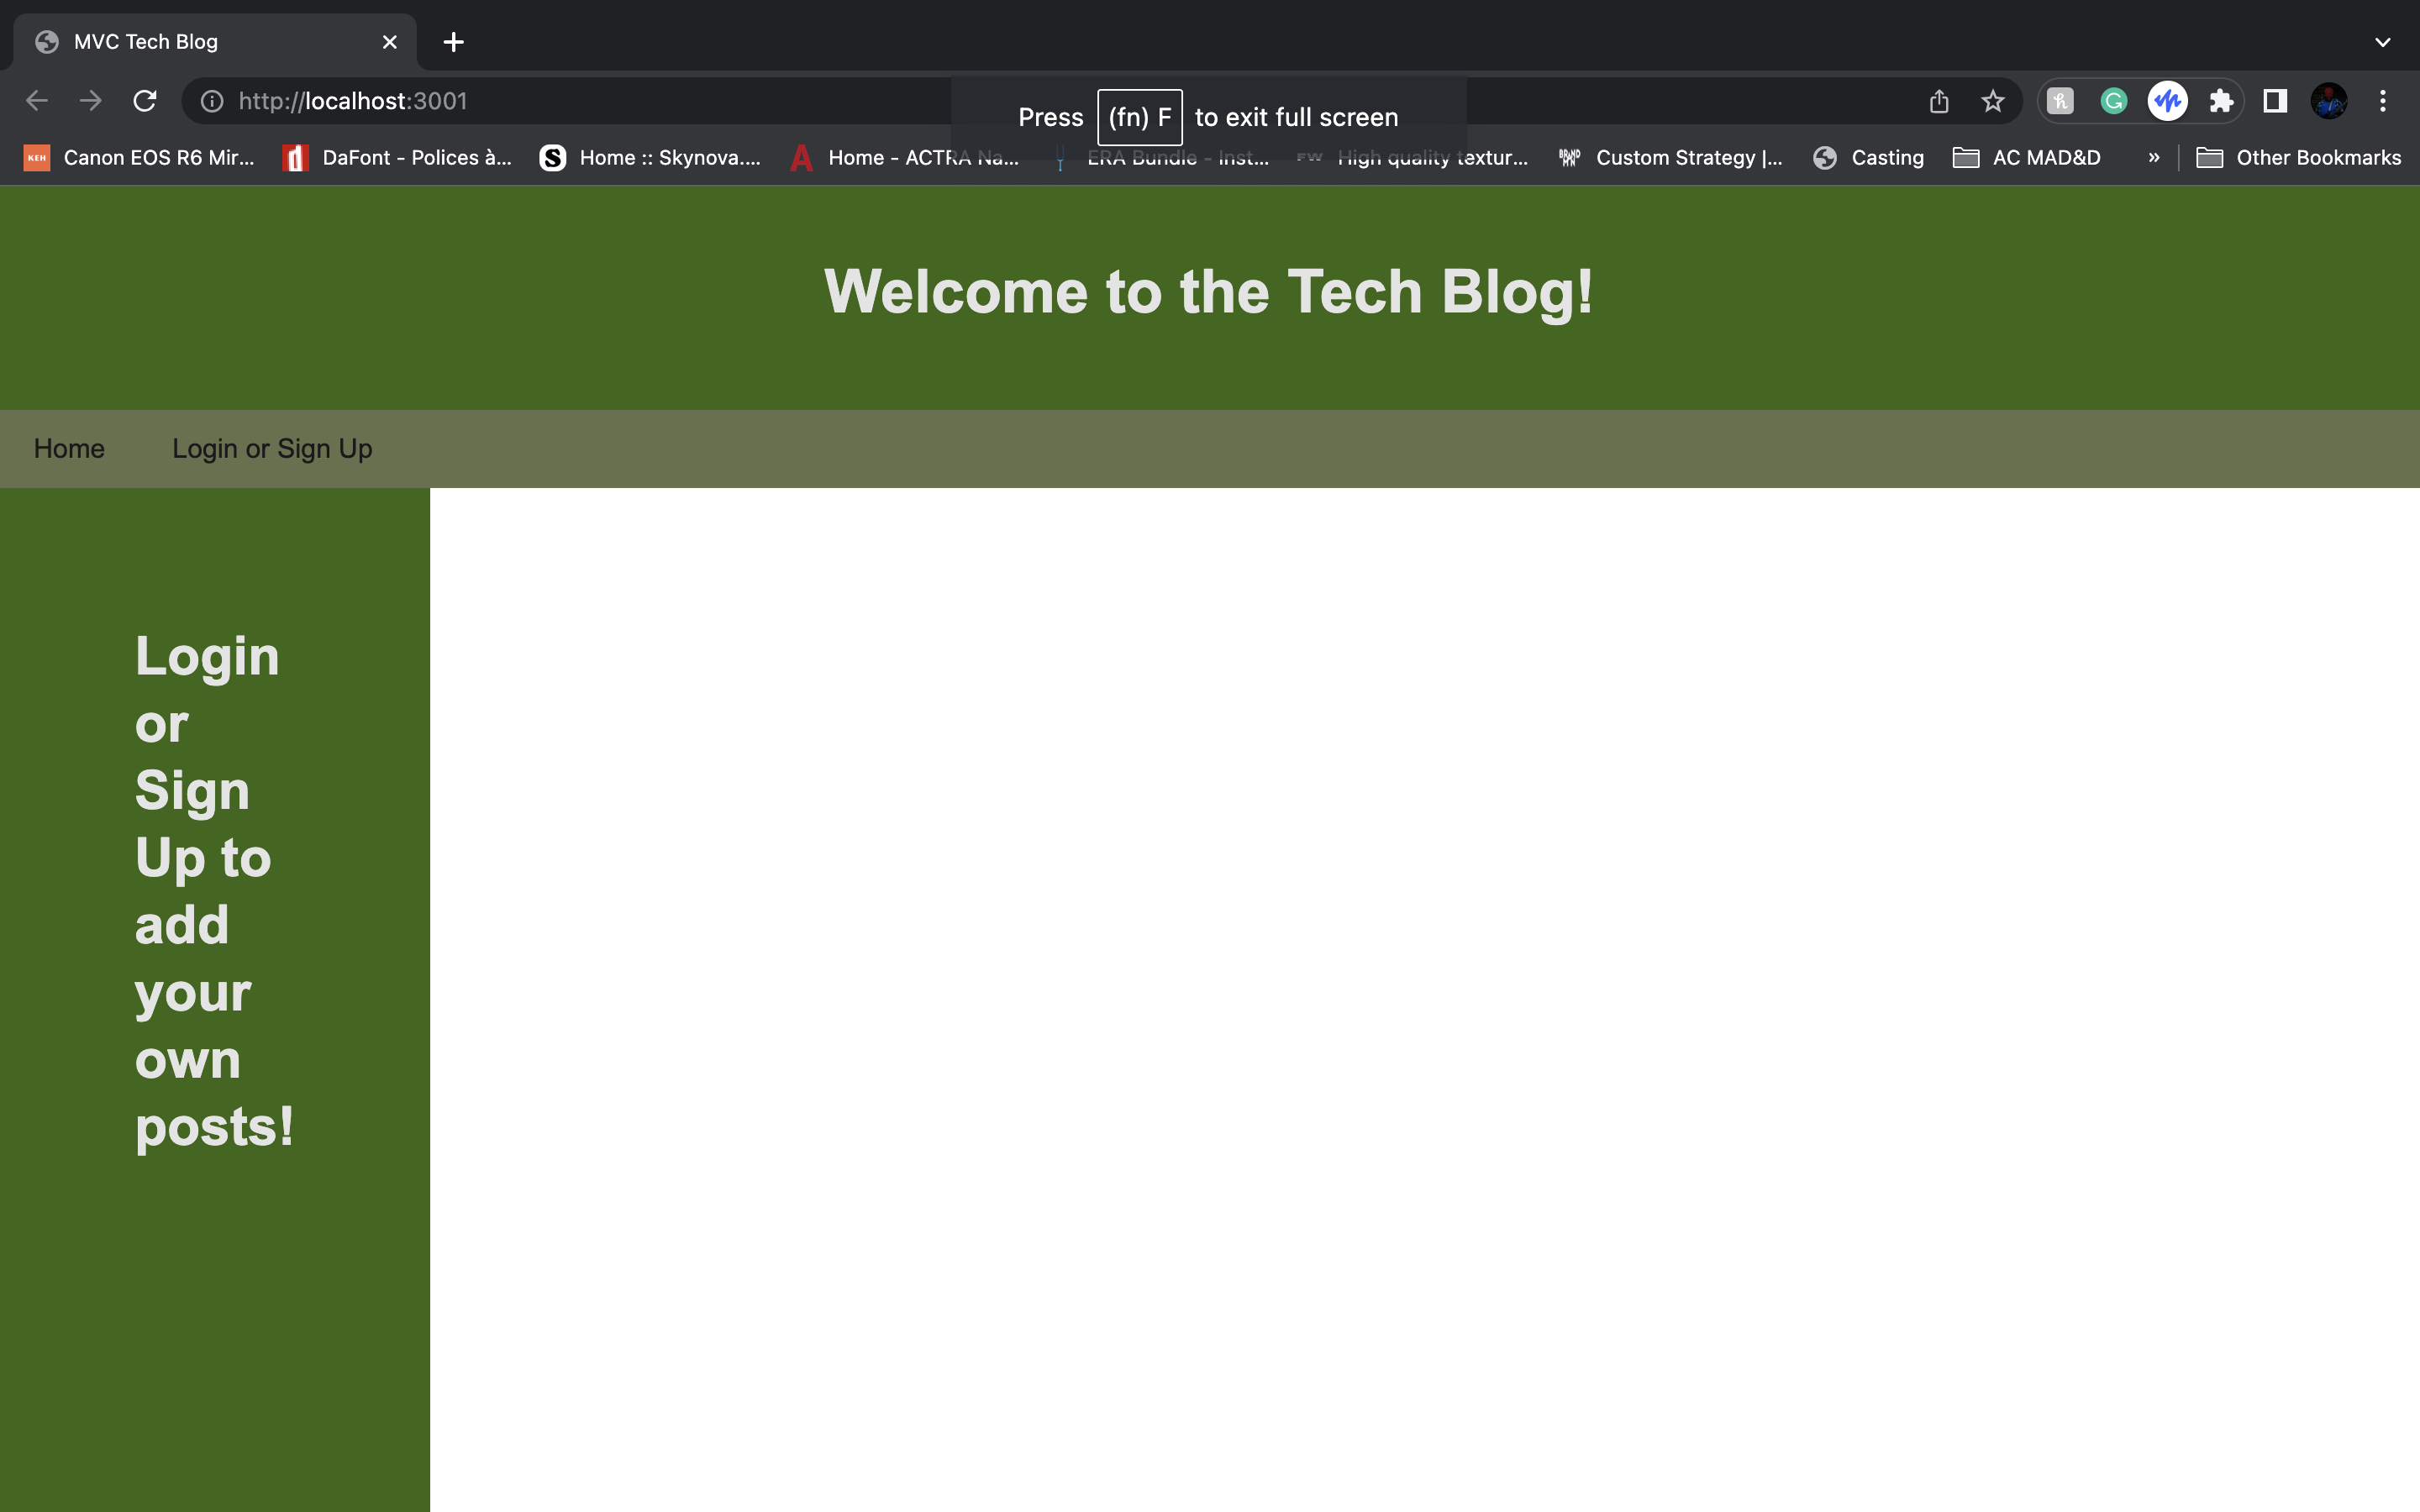 MVC Tech Blog
http://localhost:3001
Press (fn) F to exit full screen
KEH Canon EOS R6 Mir... DaFont - Polices à... S Home :: Skynova.... Home - ACTRA Na... ERA Bundle - Inst... FW High quality textur... Custom Strategy |... Casting AC MAD&D » Other Bookmarks
Welcome to the Tech Blog!
Home Login or Sign Up
Login
or
Sign
Up to
add
your
own
posts!